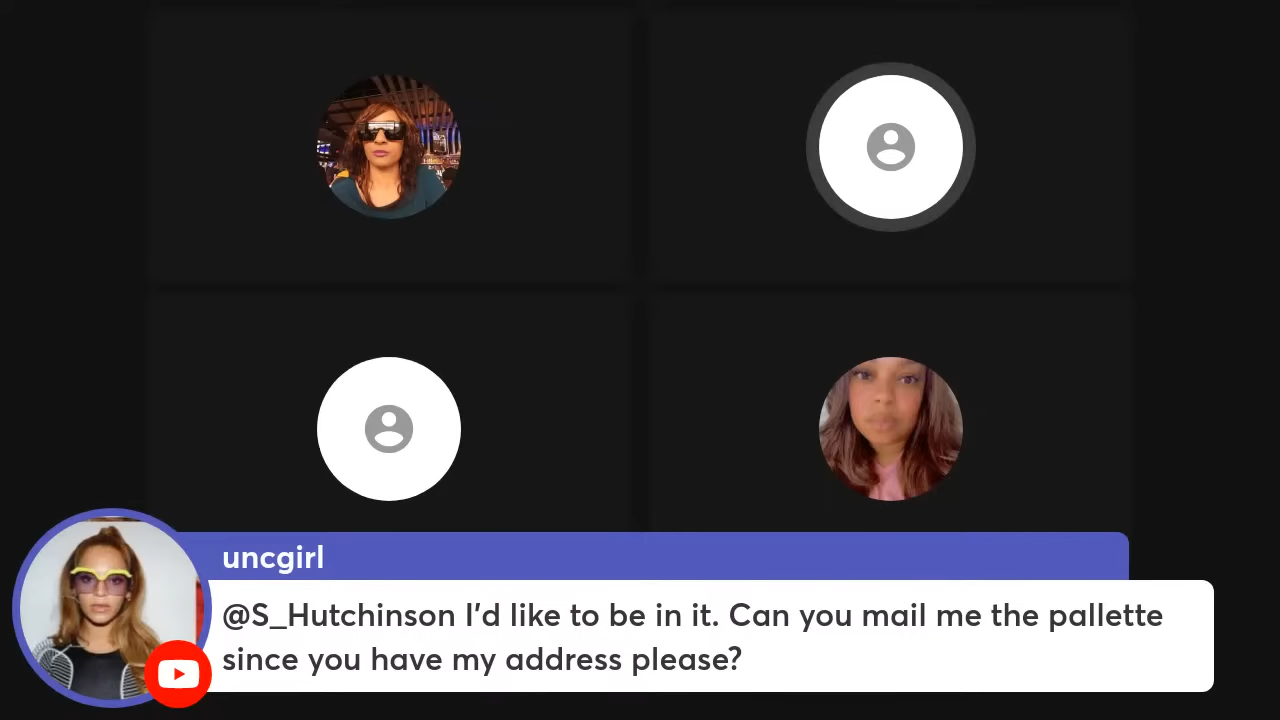 uncgirl
@S_Hutchinson I'd like to be in it. Can you mail me the pallette
since you have my address please?